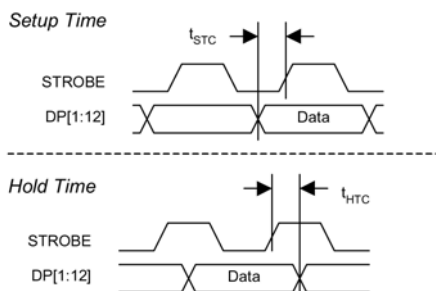 Setup Time
tSTC
STROBE
DP[1:12]
Data
Hold Time
tHTC
STROBE
DP[1:12]
Data